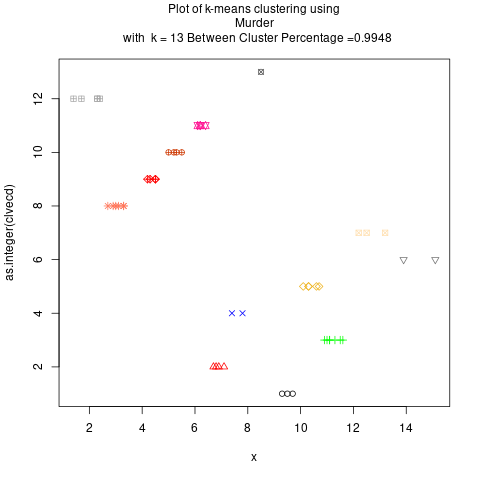 Plot of k-means clustering using
Murder
with  k = 13 Between Cluster Percentage =0.9948
as.integer(clvecd)
12
10
8
6
4
2
2 4 6 8 10 12 14
x